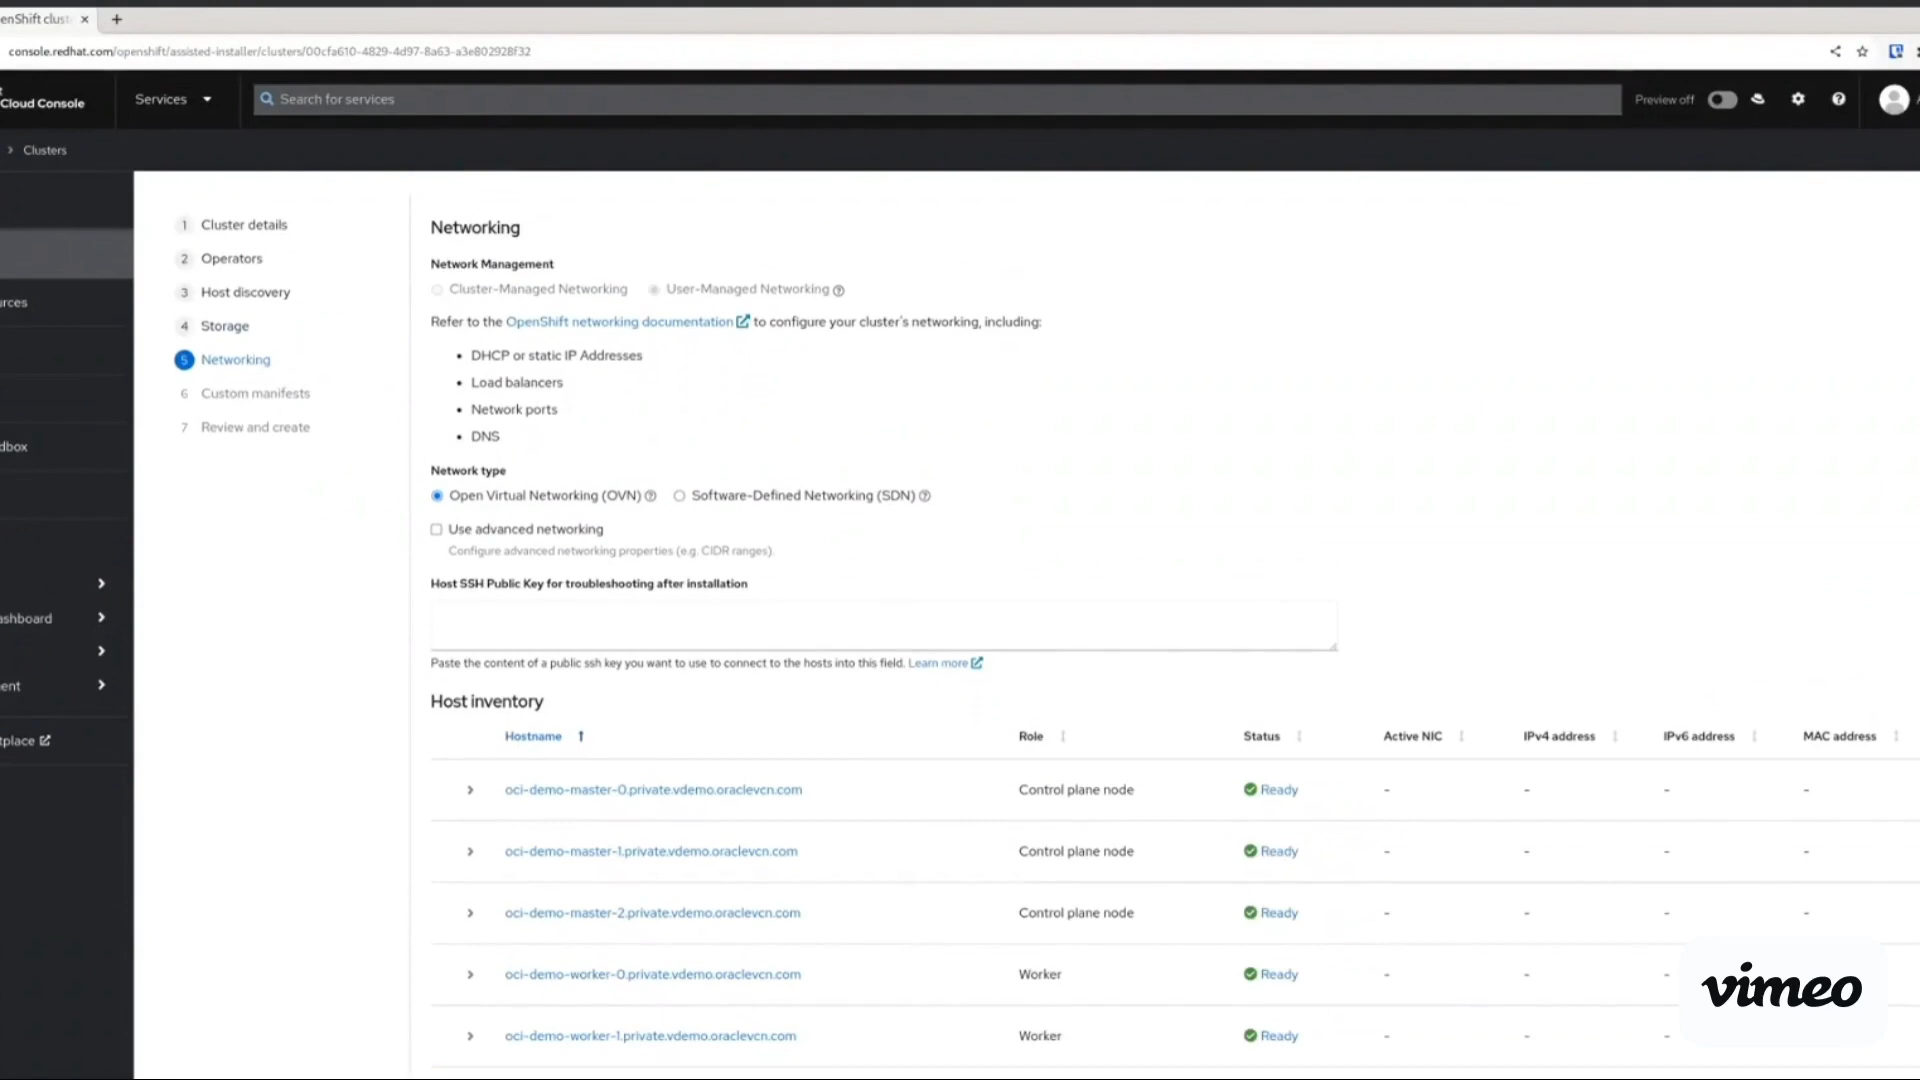 enShift clust
console.redhat.com/openshift/assisted-installer/clusters/00cfa610-4829-4d97-8a63-a3e802928f32
Cloud Console
Services
Search for services
Preview off
Clusters
1 Cluster details
2 Operators
3 Host discovery
4 Storage
5 Networking
6 Custom manifests
7 Review and create
urces
dbox
ashboard
ent
tplace
Networking
Network Management
Cluster-Managed Networking User-Managed Networking
Refer to the OpenShift networking documentation to configure your cluster's networking, including:
• DHCP or static IP Addresses
• Load balancers
• Network ports
• DNS
Network type
Open Virtual Networking (OVN) Software-Defined Networking (SDN)
Use advanced networking
Configure advanced networking properties (e.g. CIDR ranges)
Host SSH Public Key for troubleshooting after installation
Paste the content of a public ssh key you want to use to connect to the hosts into this field. Learn more
Host inventory
Hostname Role Status Active NIC IPv4 address IPv6 address MAC address
oci-demo-master-0.private.vdemo.oraclevcn.com Control plane node Ready - - - -
oci-demo-master-1.private.vdemo.oraclevcn.com Control plane node Ready - - - -
oci-demo-master-2.private.vdemo.oraclevcn.com Control plane node Ready - - - -
oci-demo-worker-0.private.vdemo.oraclevcn.com Worker Ready - - -
oci-demo-worker-1.private.vdemo.oraclevcn.com Worker Ready - - -
vimeo